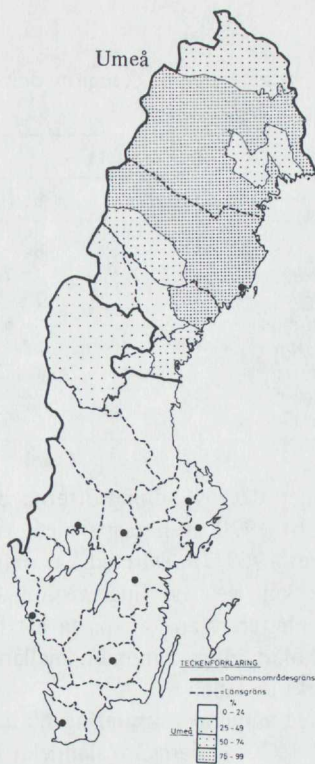 Umeå
TECKENFÖRKLARING
=Dominansområdesgräns
=Länsgräns
%
0 - 24
25 - 49
Umeå
50 - 74
75 - 99